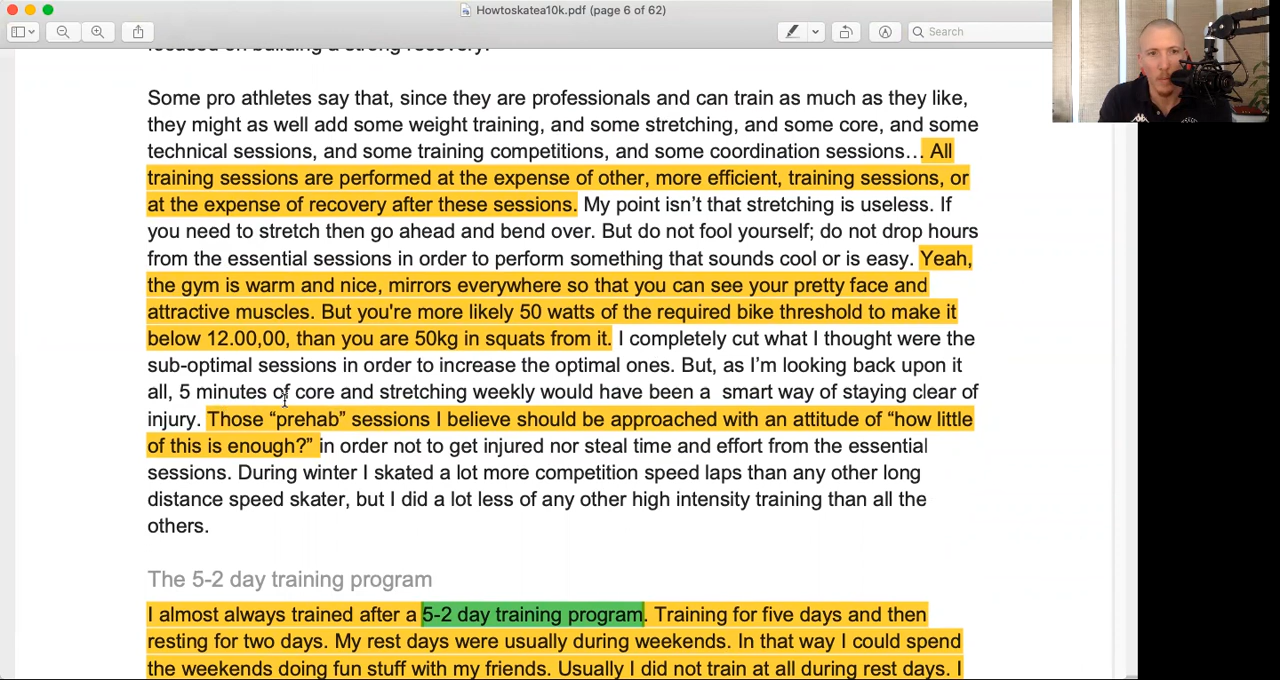 Howtoskatea10k.pdf (page 6 of 62)
Search
Some pro athletes say that, since they are professionals and can train as much as they like,
they might as well add some weight training, and some stretching, and some core, and some
technical sessions, and some training competitions, and some coordination sessions… All
training sessions are performed at the expense of other, more efficient, training sessions, or
at the expense of recovery after these sessions. My point isn’t that stretching is useless. If
you need to stretch then go ahead and bend over. But do not fool yourself; do not drop hours
from the essential sessions in order to perform something that sounds cool or is easy. Yeah,
the gym is warm and nice, mirrors everywhere so that you can see your pretty face and
attractive muscles. But you're more likely 50 watts of the required bike threshold to make it
below 12.00,00, than you are 50kg in squats from it. I completely cut what I thought were the
sub-optimal sessions in order to increase the optimal ones. But, as I’m looking back upon it
all, 5 minutes of core and stretching weekly would have been a smart way of staying clear of
injury. Those “prehab” sessions I believe should be approached with an attitude of “how little
of this is enough?” in order not to get injured nor steal time and effort from the essential
sessions. During winter I skated a lot more competition speed laps than any other long
distance speed skater, but I did a lot less of any other high intensity training than all the
others.
The 5-2 day training program
I almost always trained after a 5-2 day training program. Training for five days and then
resting for two days. My rest days were usually during weekends. In that way I could spend
the weekends doing fun stuff with my friends. Usually I did not train at all during rest days. I